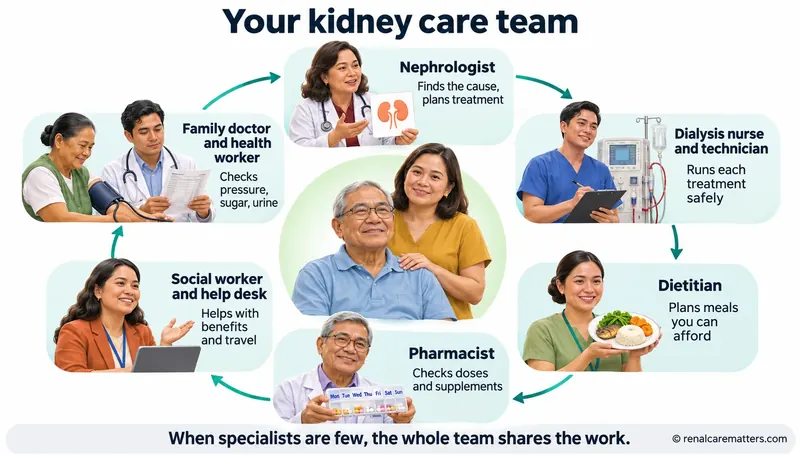 Your kidney care team
Nephrologist
Finds the cause,
plans treatment
Dialysis nurse
and technician
Runs each
treatment
safely
Dietitian
Plans meals
you can
afford
Pharmacist
Checks doses
and supplements
Mon Tue Wed Thu Fri Sat Sun
Social worker
and help desk
Helps with
benefits
and travel
Family doctor
and health
worker
Checks
pressure,
sugar, urine
When specialists are few, the whole team shares the work.
© renalcarematters.com